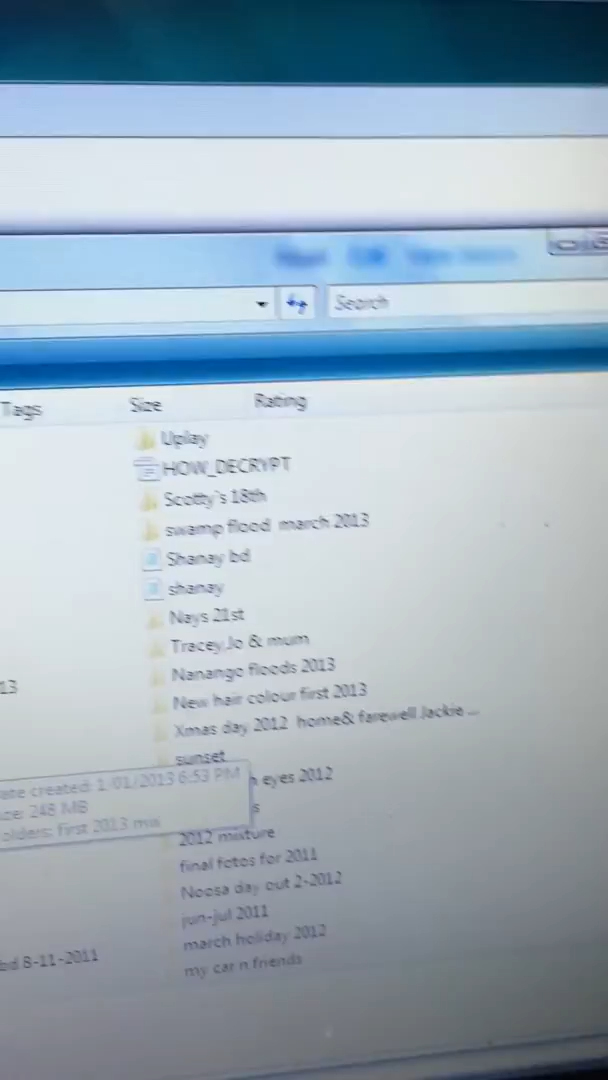 Search
Tags Size Rating
Uplay
HOW_DECRYPT
Scotty's 18th
swamp flood march 2013
Shanay bd
shanay
Nays 21st
Tracey,Jo & mum
Nanango floods 2013
13 New hair colour first 2013
Xmas day 2012 home& farewell Jackie ...
sunset
ate created: 1/01/2013 6:53 PM
eyes 2012
ize: 248 MB
olders: first 2013 mix
2012 mixture
final fotos for 2011
Noosa day out 2-2012
jun-jul 2011
march holiday 2012
bd 8-11-2011 my car n friends